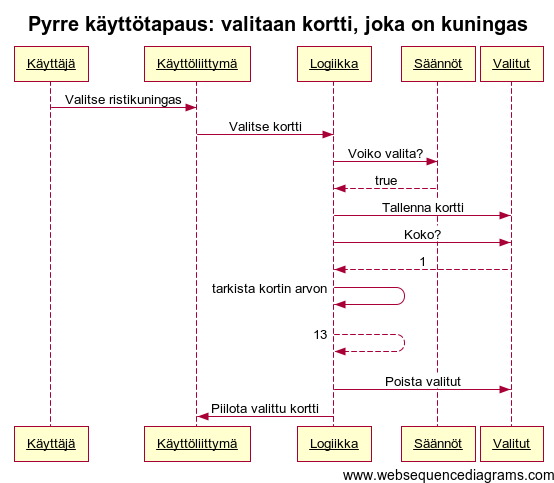 Pyrre käyttötapaus: valitaan kortti, joka on kuningas
Käyttäjä Käyttöliittymä Logiikka Säännöt Valitut
Valitse ristikuningas
Valitse kortti
Voiko valita?
true
Tallenna kortti
Koko?
1
tarkista kortin arvon
13
Poista valitut
Piilota valittu kortti
Käyttäjä Käyttöliittymä Logiikka Säännöt Valitut
www.websequencediagrams.com